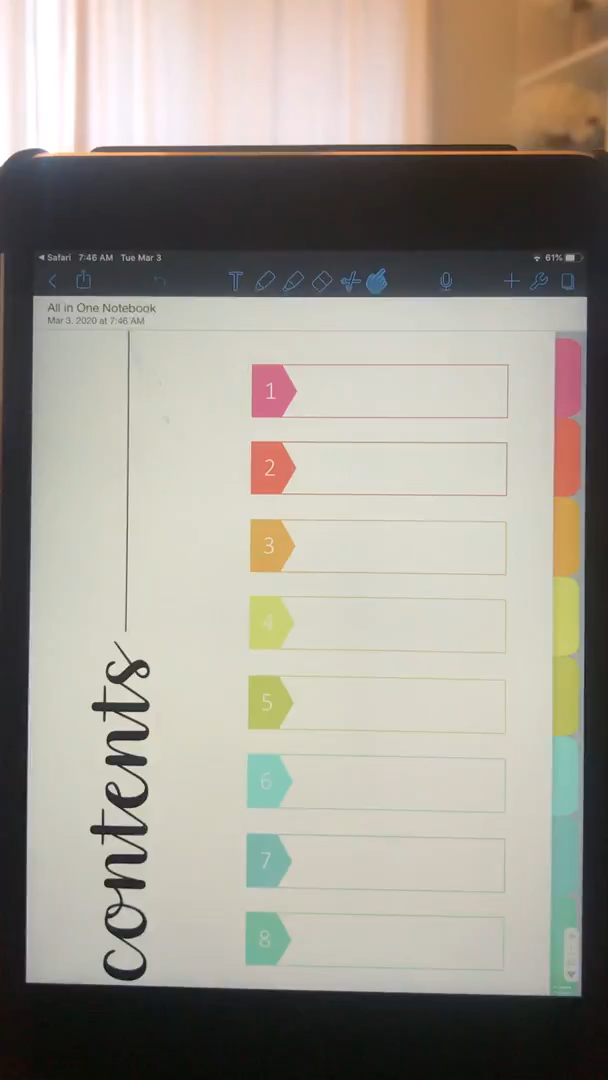 Safari 7:46 AM Tue Mar 3 61%
All in One Notebook
Mar 3, 2020 at 7:46 AM
1
2
3
4
5
6
7
8
contents